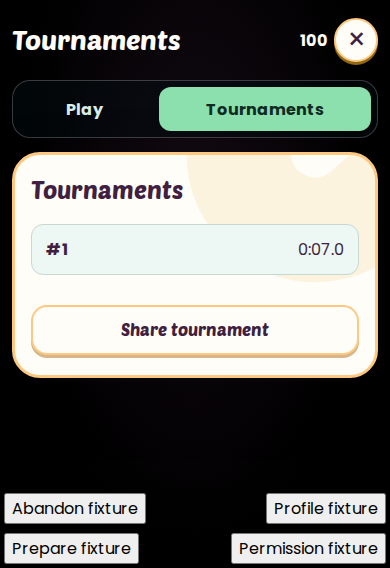 Tournaments
100 ×
Play Tournaments
Tournaments
#1 0:07.0
Share tournament
Abandon fixture Profile fixture
Prepare fixture Permission fixture